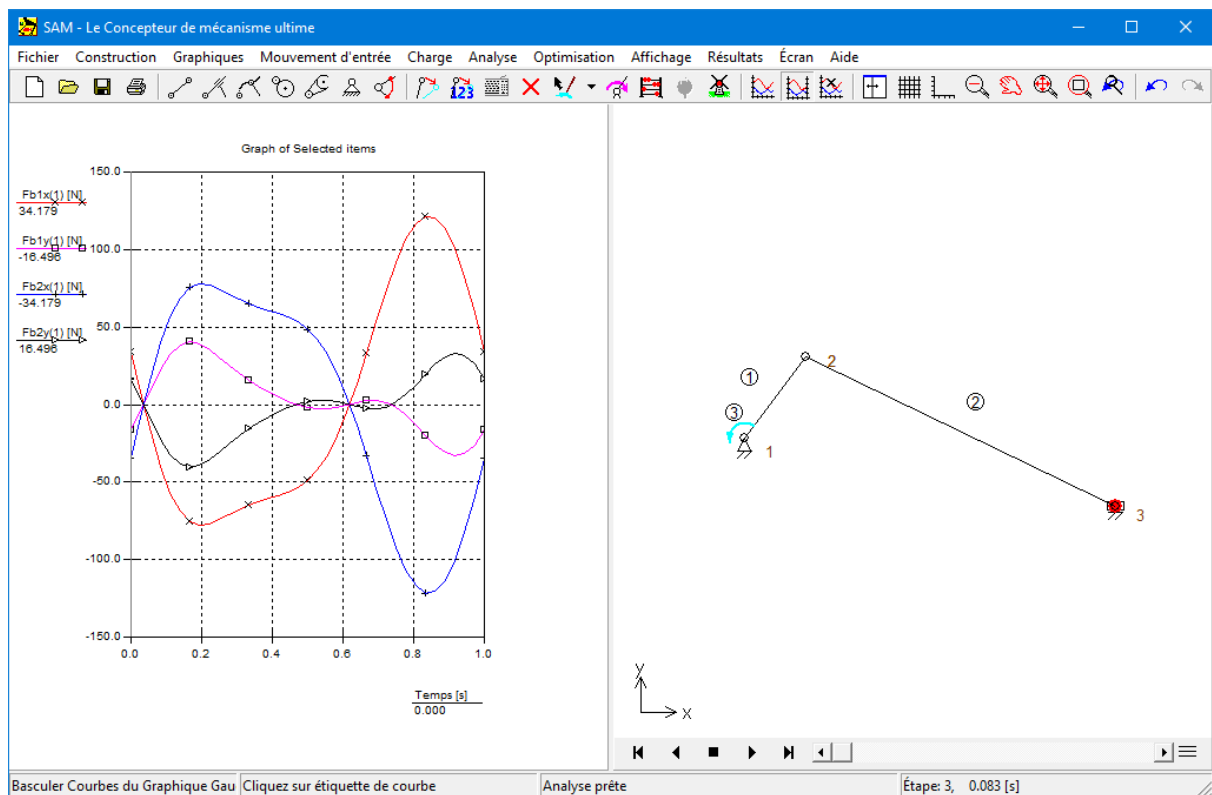 SAM - Le Concepteur de mécanisme ultime
Fichier Construction Graphiques Mouvement d'entrée Charge Analyse Optimisation Affichage Résultats Écran Aide
123
Graph of Selected items
150.0
Fb1x(1) [N]
34.179
Fb1y(1) [N]
100.0
-16.496
Fb2x(1) [N]
-34.179
50.0
Fb2y(1) [N]
16.496
0.0
-50.0
-100.0
-150.0
0.0 0.2 0.4 0.6 0.8 1.0
Temps [s]
0.000
1
2
2
3
1
3
y
x
Basculer Courbes du Graphique Gau Cliquez sur étiquette de courbe Analyse prête Étape: 3, 0.083 [s]